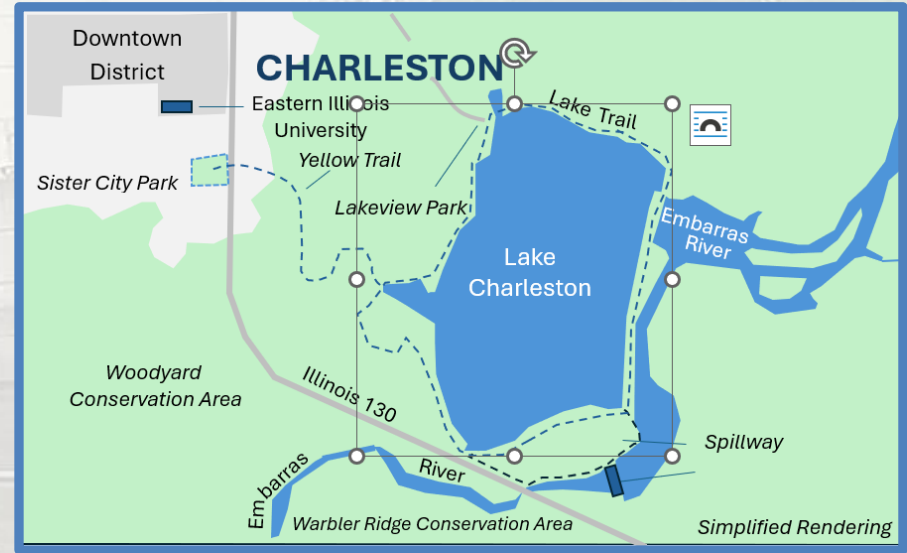 Downtown
District
CHARLESTON
Eastern Illinois
University
Lake Trail
Yellow Trail
Sister City Park
Lakeview Park
Embarras
River
Lake
Charleston
Woodyard
Conservation Area
Illinois 130
Spillway
Embarras
River
Warbler Ridge Conservation Area
Simplified Rendering